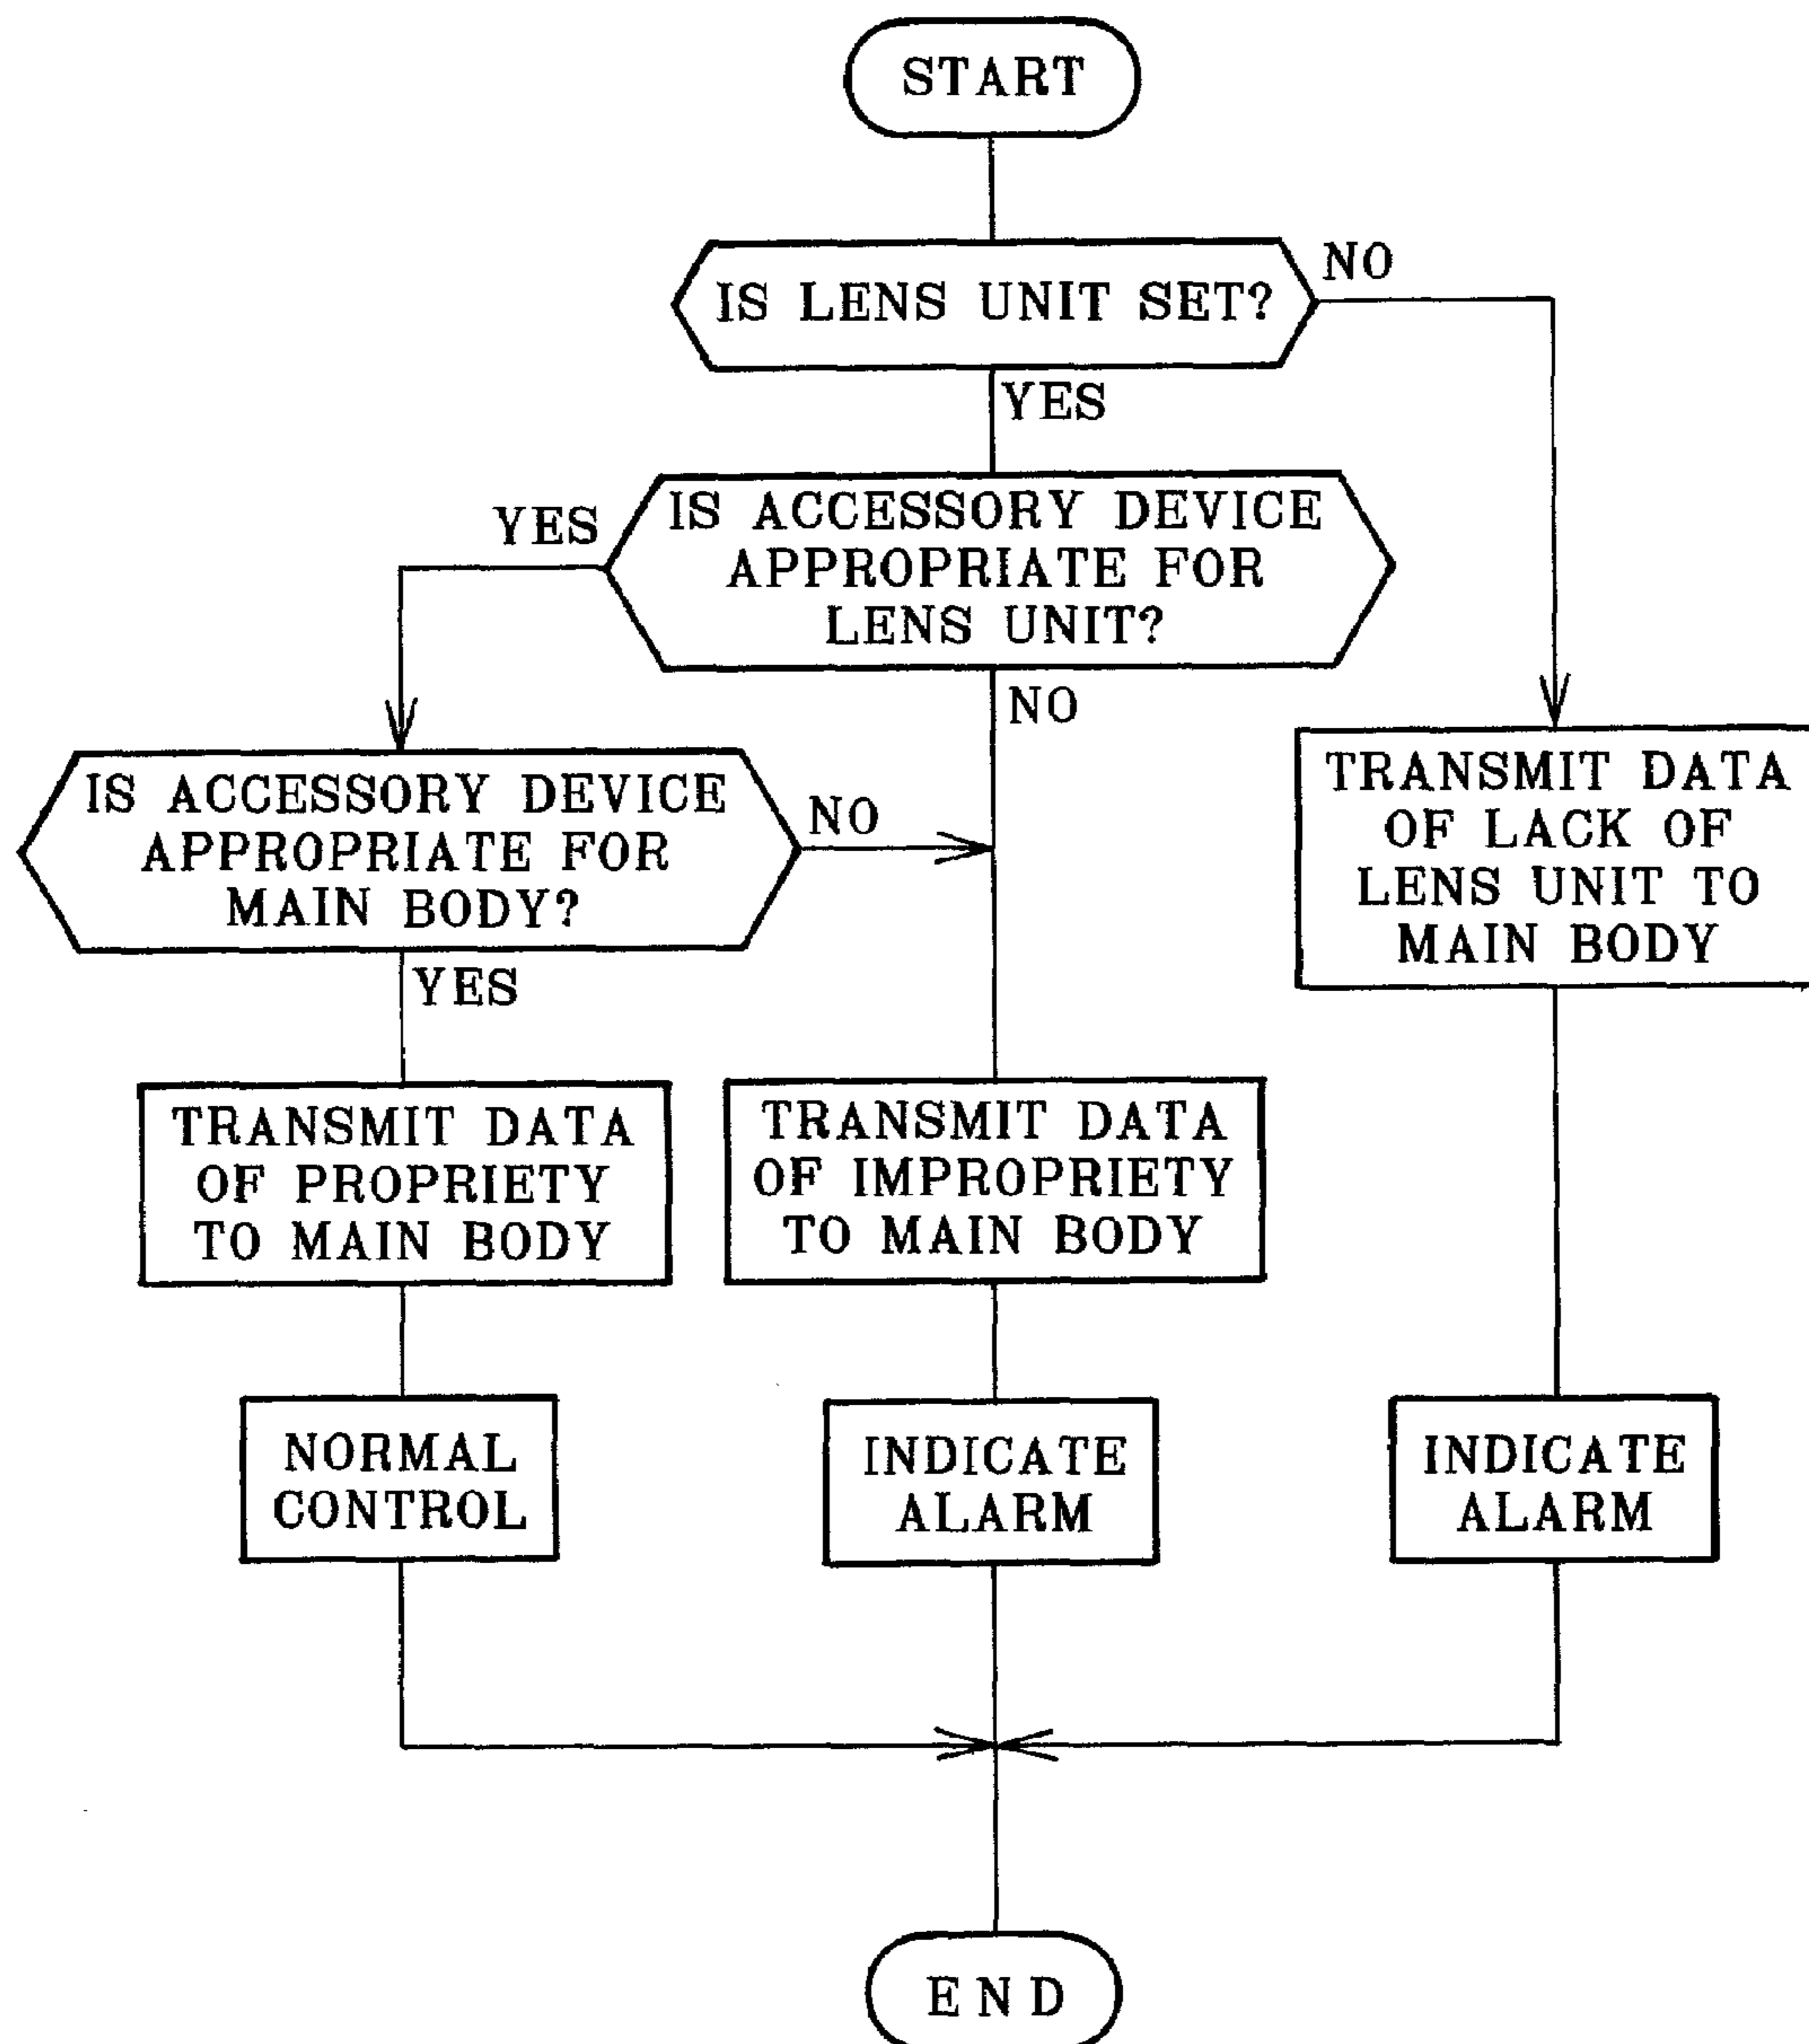 START
IS LENS UNIT SET?
NO
YES
IS ACCESSORY DEVICE
APPROPRIATE FOR
LENS UNIT?
YES
NO
IS ACCESSORY DEVICE
APPROPRIATE FOR
MAIN BODY?
NO
YES
TRANSMIT DATA
OF LACK OF
LENS UNIT TO
MAIN BODY
TRANSMIT DATA
OF PROPRIETY
TO MAIN BODY
TRANSMIT DATA
OF IMPROPRIETY
TO MAIN BODY
NORMAL
CONTROL
INDICATE
ALARM
INDICATE
ALARM
END